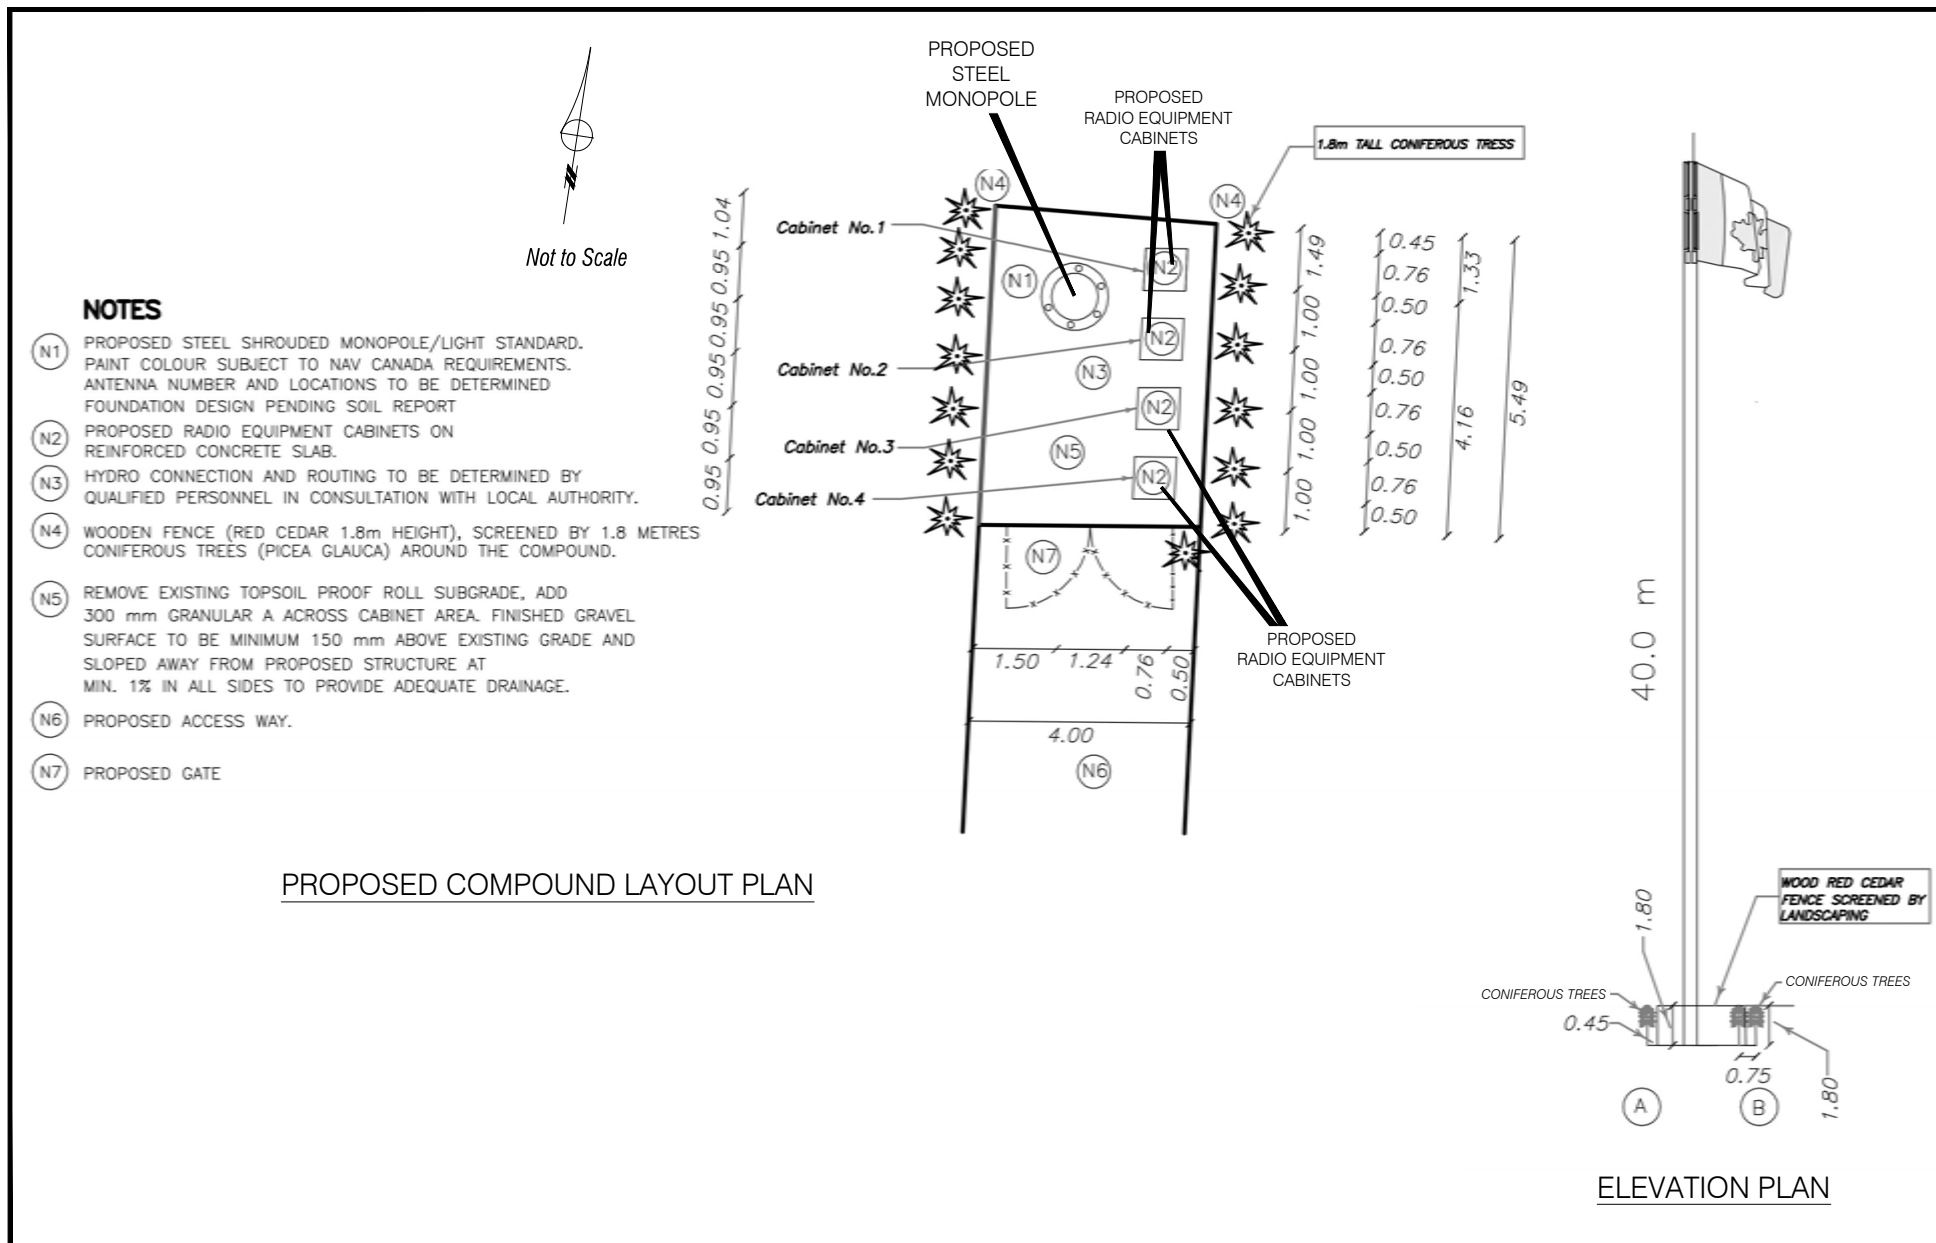 PROPOSED
STEEL
MONOPOLE
PROPOSED
RADIO EQUIPMENT
CABINETS
1.8m TALL CONIFEROUS TRESS
N
Not to Scale
NOTES
N1 PROPOSED STEEL SHROUDED MONOPOLE/LIGHT STANDARD.
PAINT COLOUR SUBJECT TO NAV CANADA REQUIREMENTS.
ANTENNA NUMBER AND LOCATIONS TO BE DETERMINED
FOUNDATION DESIGN PENDING SOIL REPORT
N2 PROPOSED RADIO EQUIPMENT CABINETS ON
REINFORCED CONCRETE SLAB.
N3 HYDRO CONNECTION AND ROUTING TO BE DETERMINED BY
QUALIFIED PERSONNEL IN CONSULTATION WITH LOCAL AUTHORITY.
N4 WOODEN FENCE (RED CEDAR 1.8m HEIGHT), SCREENED BY 1.8 METRES
CONIFEROUS TREES (PICEA GLAUCA) AROUND THE COMPOUND.
N5 REMOVE EXISTING TOPSOIL PROOF ROLL SUBGRADE, ADD
300 mm GRANULAR A ACROSS CABINET AREA. FINISHED GRAVEL
SURFACE TO BE MINIMUM 150 mm ABOVE EXISTING GRADE AND
SLOPED AWAY FROM PROPOSED STRUCTURE AT
MIN. 1% IN ALL SIDES TO PROVIDE ADEQUATE DRAINAGE.
N6 PROPOSED ACCESS WAY.
N7 PROPOSED GATE
0.95 0.95 0.95 0.95 0.95 1.04
Cabinet No.1
Cabinet No.2
Cabinet No.3
Cabinet No.4
N4
N4
N1
N2
N2
N3
N2
N5
N2
N7
1.00 1.00 1.00 1.00 1.49
0.45
0.76
0.50
0.76
0.50
0.76
0.50
0.76
0.50
1.33
4.16
5.49
1.50 1.24 0.76 0.50
4.00
N6
PROPOSED
RADIO EQUIPMENT
CABINETS
PROPOSED COMPOUND LAYOUT PLAN
40.0 m
WOOD RED CEDAR
FENCE SCREENED BY
LANDSCAPING
1.80
CONIFEROUS TREES
CONIFEROUS TREES
0.45
0.75
1.80
A
B
ELEVATION PLAN